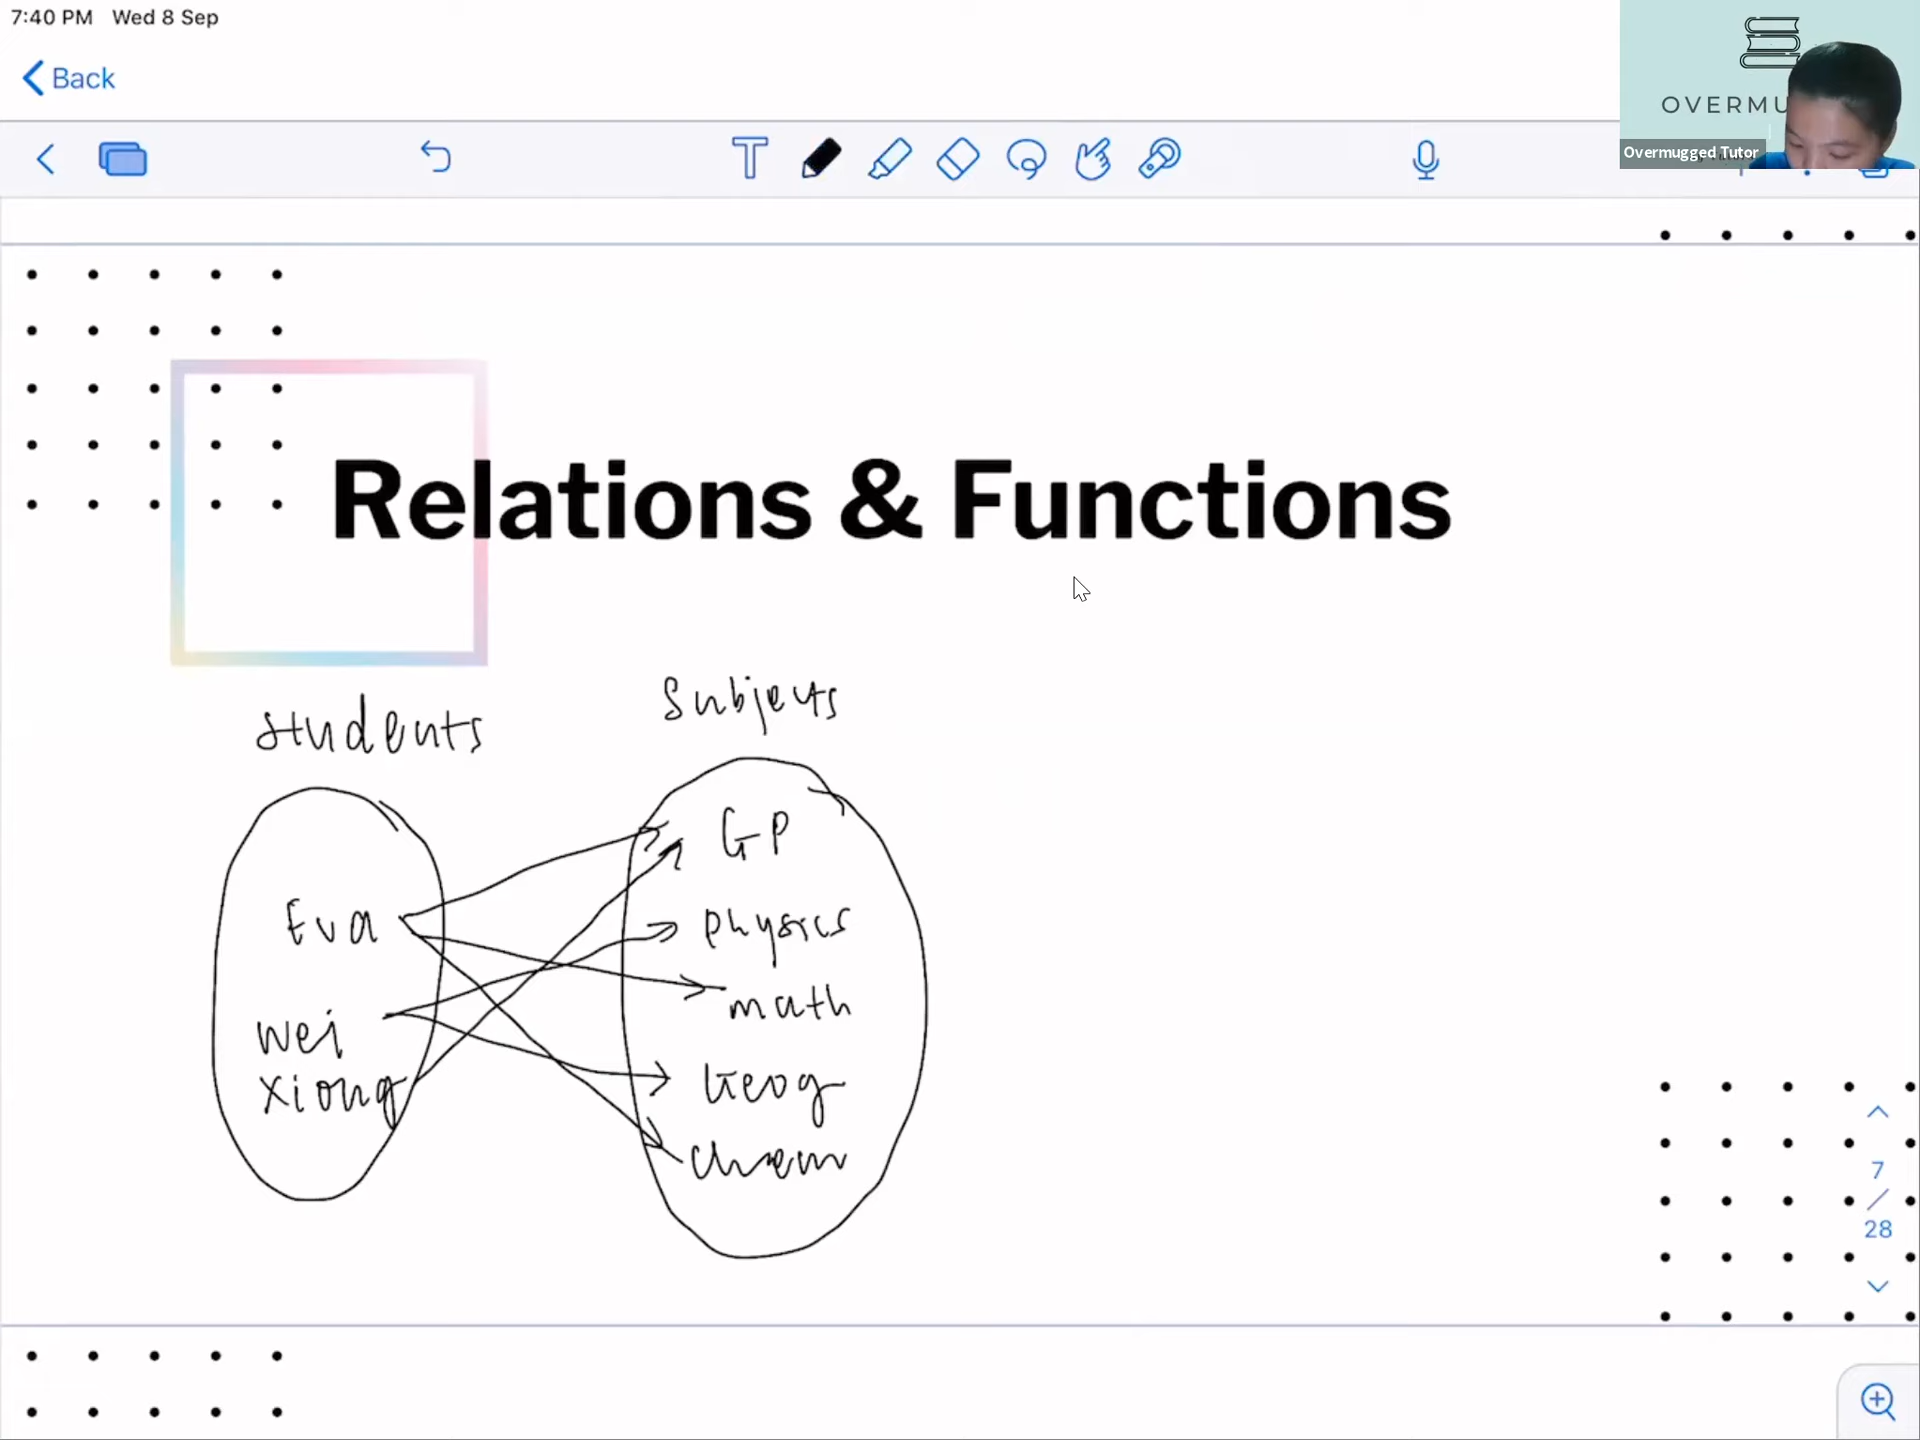 7:40 PM Wed 8 Sep
Back
OVERMU
Overmugged Tutor
Relations & Functions
Students
Subjects
GP
Eva
physics
math
Wei
Xiong
Geog
chem
7
/
28